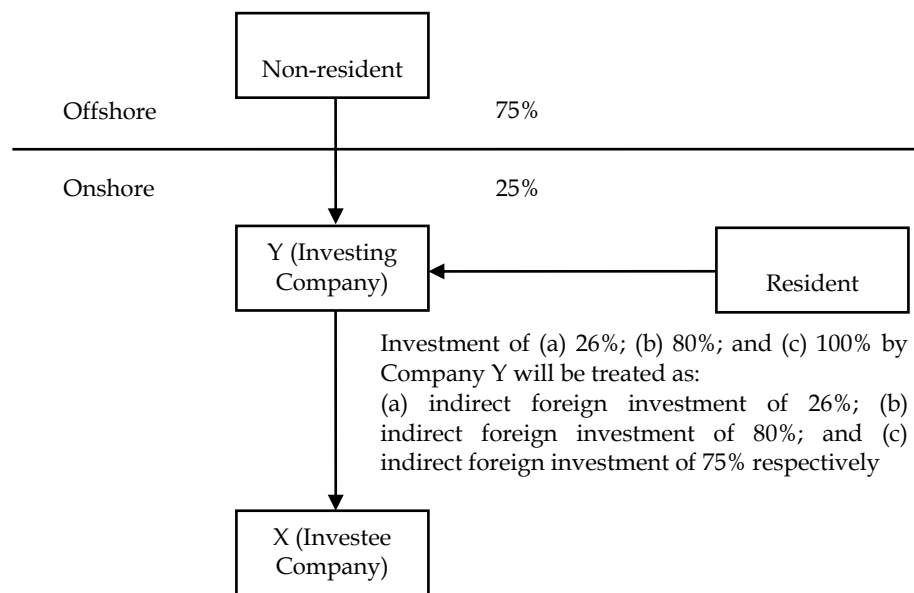 Non-resident
Offshore 75%
Onshore 25%
Y (Investing
Company)
Resident
Investment of (a) 26%; (b) 80%; and (c) 100% by
Company Y will be treated as:
(a) indirect foreign investment of 26%; (b)
indirect foreign investment of 80%; and (c)
indirect foreign investment of 75% respectively
X (Investee
Company)